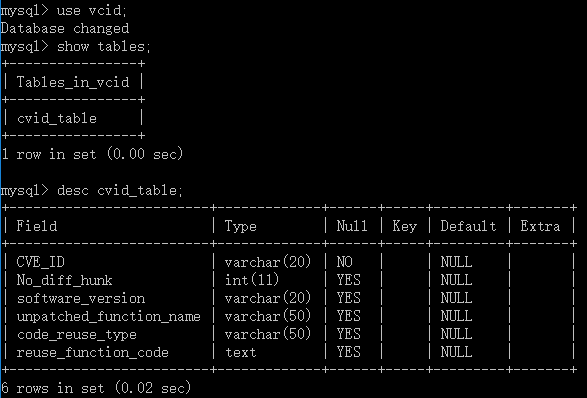 mysql> use vcid;
Database changed
mysql> show tables;
+----------------+
| Tables_in_vcid |
+----------------+
| cvid_table     |
+----------------+
1 row in set (0.00 sec)

mysql> desc cvid_table;
+-------------------------+-------------+------+-----+---------+-------+
| Field                   | Type        | Null | Key | Default | Extra |
+-------------------------+-------------+------+-----+---------+-------+
| CVE_ID                  | varchar(20) | NO   |     | NULL    |       |
| No_diff_hunk            | int(11)     | YES  |     | NULL    |       |
| software_version        | varchar(20) | YES  |     | NULL    |       |
| unpatched_function_name | varchar(50) | YES  |     | NULL    |       |
| code_reuse_type         | varchar(50) | YES  |     | NULL    |       |
| reuse_function_code     | text        | YES  |     | NULL    |       |
+-------------------------+-------------+------+-----+---------+-------+
6 rows in set (0.02 sec)